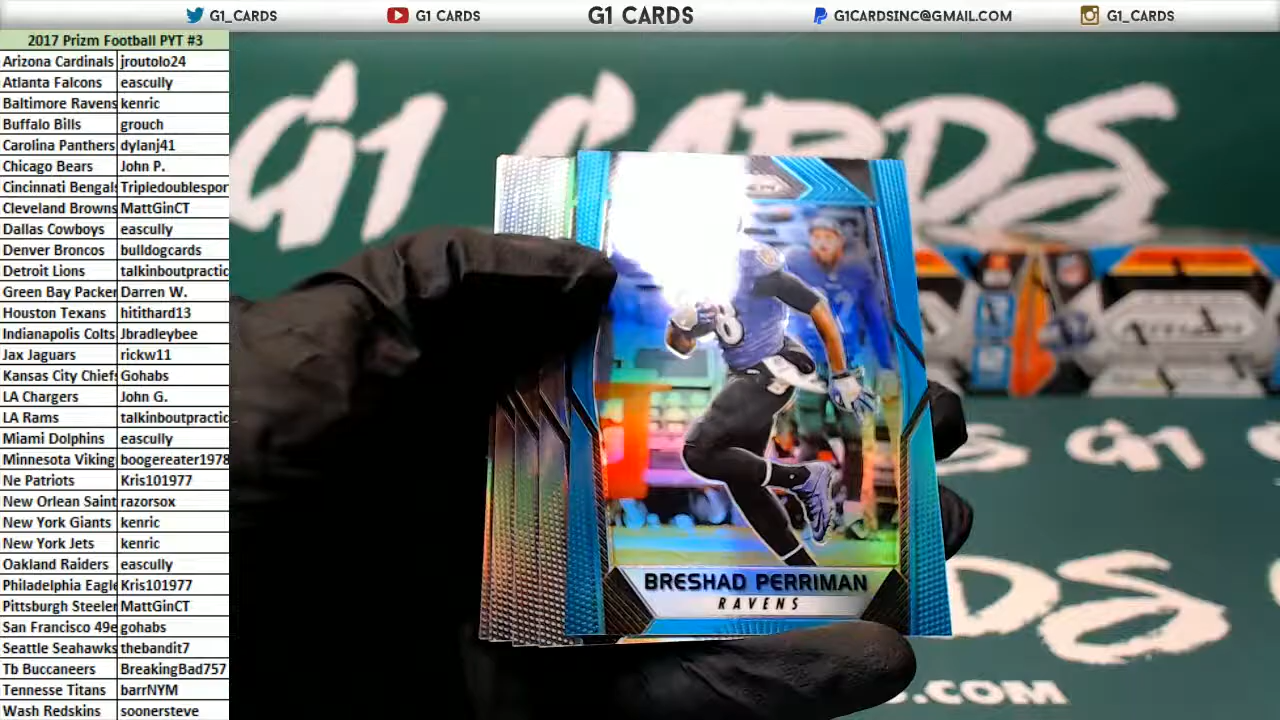 G1_CARDS G1 CARDS G1 CARDS G1CARDSINC@GMAIL.COM G1_CARDS
2017 Prizm Football PYT #3
Arizona Cardinals jroutolo24
Atlanta Falcons eascully
Baltimore Ravens kenric
Buffalo Bills grouch
Carolina Panthers dylanj41
Chicago Bears John P.
Cincinnati Bengals Tripledoublespor
Cleveland Browns MattGinCT
Dallas Cowboys eascully
Denver Broncos bulldogcards
Detroit Lions talkinboutpractic
Green Bay Packer Darren W.
Houston Texans hitithard13
Indianapolis Colts Jbradleybee
Jax Jaguars rickw11
Kansas City Chiefs Gohabs
LA Chargers John G.
LA Rams talkinboutpractic
Miami Dolphins eascully
Minnesota Viking boogereater1978
Ne Patriots Kris101977
New Orlean Saint razorsox
New York Giants kenric
New York Jets kenric
Oakland Raiders eascully
Philadelphia Eagle Kris101977
Pittsburgh Steeler MattGinCT
San Francisco 49e gohabs
Seattle Seahawks thebandit7
Tb Buccaneers BreakingBad757
Tennesse Titans barrNYM
Wash Redskins soonersteve
G1 CARDS
BRESHAD PERRIMAN
RAVENS
G1
DS
S.COM